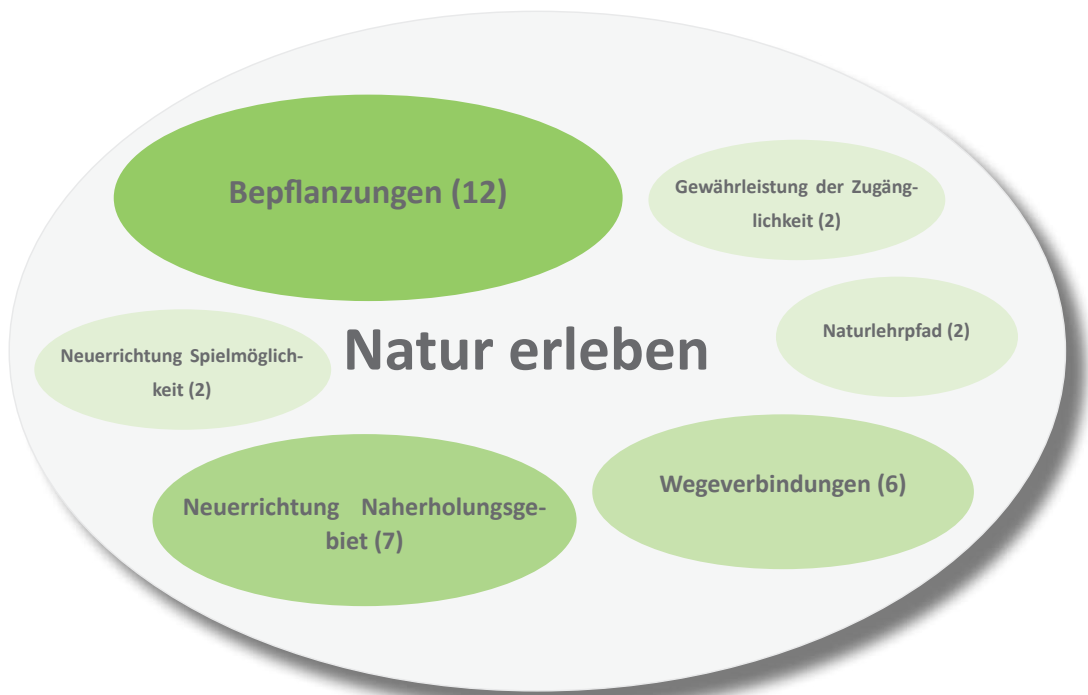 Bepflanzungen (12)
Gewährleistung der Zugäng-
lichkeit (2)
Naturlehrpfad (2)
Natur erleben
Neuerrichtung Spielmöglich-
keit (2)
Wegeverbindungen (6)
Neuerrichtung Naherholungsge-
biet (7)